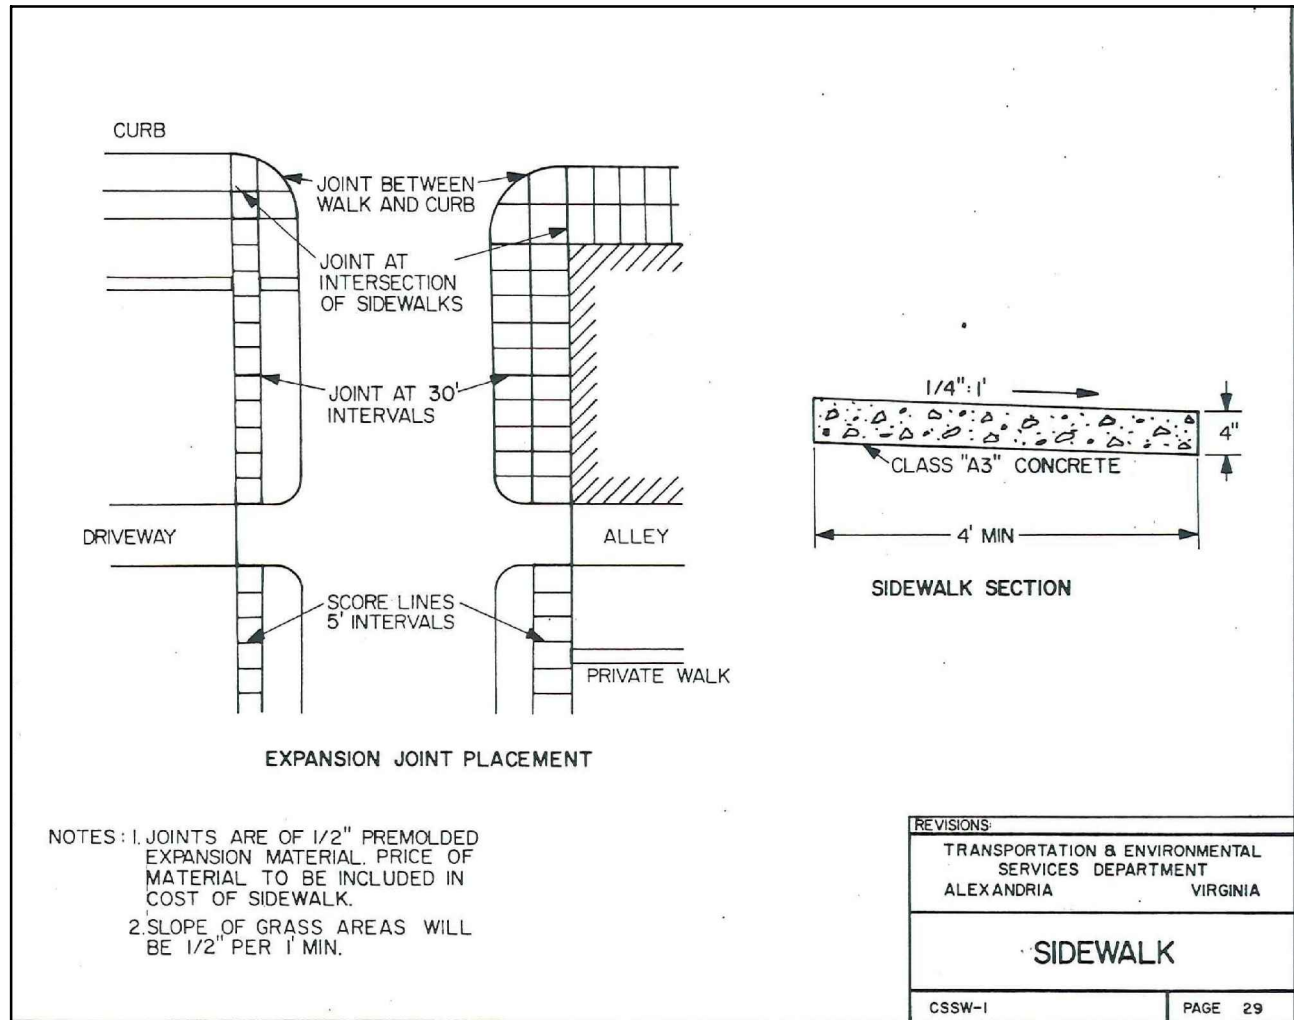 CURB
JOINT BETWEEN
WALK AND CURB
JOINT AT
INTERSECTION
OF SIDEWALKS
JOINT AT 30'
INTERVALS
DRIVEWAY
ALLEY
SCORE LINES
5' INTERVALS
PRIVATE WALK
EXPANSION JOINT PLACEMENT
1/4":1'
4"
CLASS "A3" CONCRETE
4' MIN
SIDEWALK SECTION
NOTES: 1. JOINTS ARE OF 1/2" PREMOLDED
EXPANSION MATERIAL. PRICE OF
MATERIAL TO BE INCLUDED IN
COST OF SIDEWALK.
2. SLOPE OF GRASS AREAS WILL
BE 1/2" PER 1' MIN.
REVISIONS:
TRANSPORTATION & ENVIRONMENTAL
SERVICES DEPARTMENT
ALEXANDRIA VIRGINIA
SIDEWALK
CSSW-1 PAGE 29